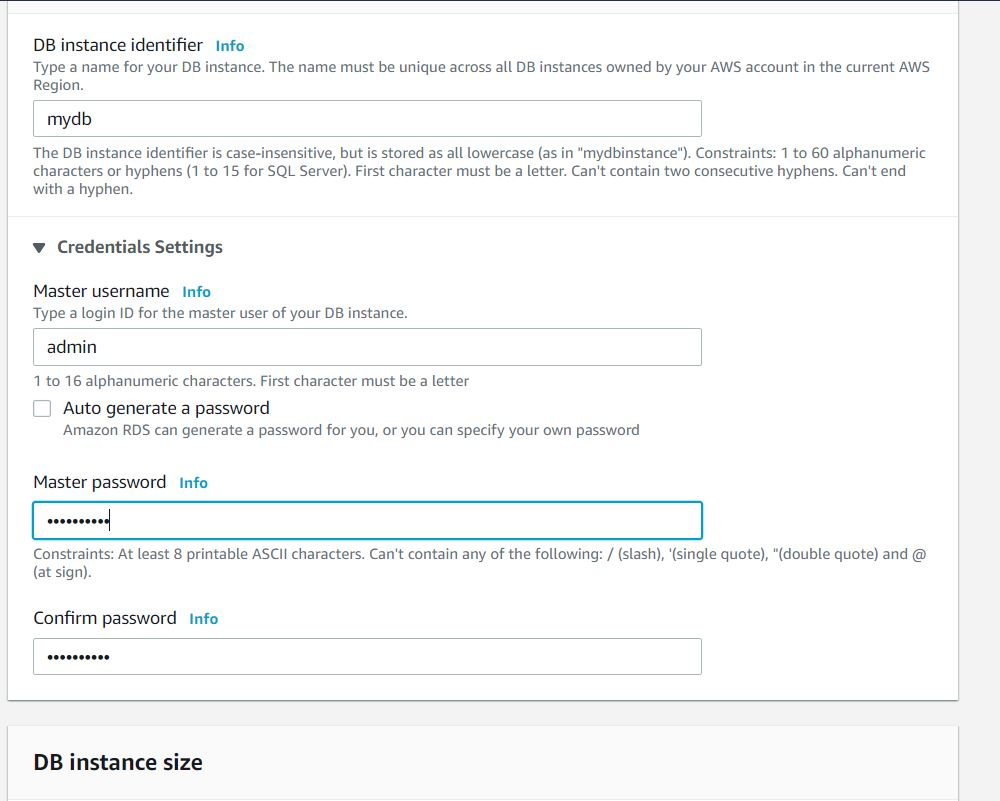 DB instance identifier Info
Type a name for your DB instance. The name must be unique across all DB instances owned by your AWS account in the current AWS
Region.
mydb
The DB instance identifier is case-insensitive, but is stored as all lowercase (as in "mydbinstance"). Constraints: 1 to 60 alphanumeric
characters or hyphens (1 to 15 for SQL Server). First character must be a letter. Can't contain two consecutive hyphens. Can't end
with a hyphen.
Credentials Settings
Master username Info
Type a login ID for the master user of your DB instance.
admin
1 to 16 alphanumeric characters. First character must be a letter
Auto generate a password
Amazon RDS can generate a password for you, or you can specify your own password
Master password Info
••••••••••
Constraints: At least 8 printable ASCII characters. Can't contain any of the following: / (slash), '(single quote), "(double quote) and @
(at sign).
Confirm password Info
••••••••••
DB instance size